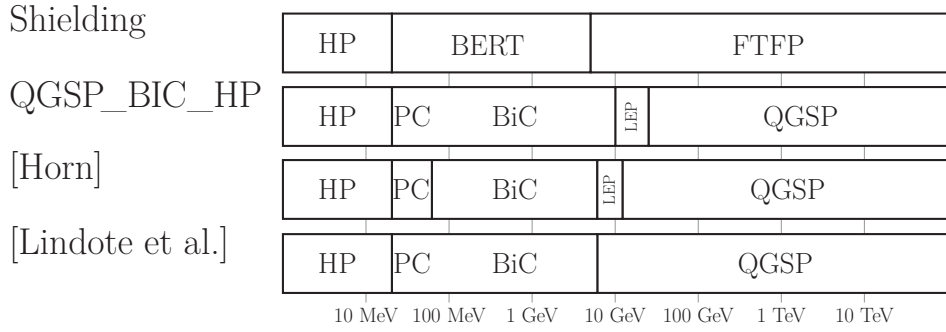 Shielding
HP BERT FTFP
QGSP_BIC_HP
HP PC BiC LEP QGSP
[Horn]
HP PC BiC LEP QGSP
[Lindote et al.]
HP PC BiC QGSP
10 MeV 100 MeV 1 GeV 10 GeV 100 GeV 1 TeV 10 TeV